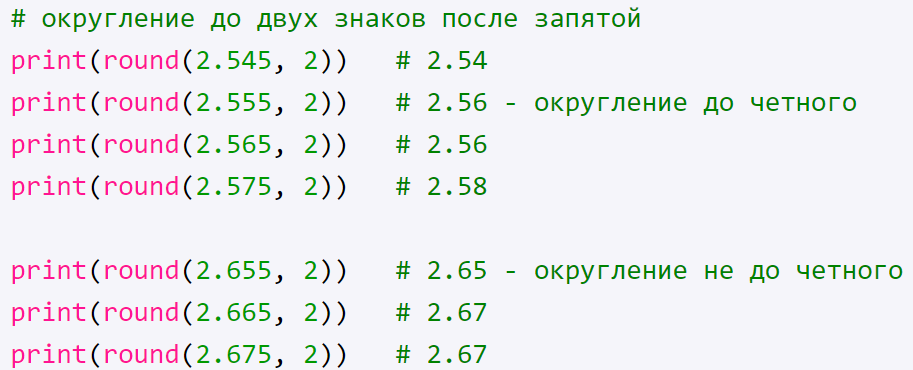 # округление до двух знаков после запятой
print(round(2.545, 2))   # 2.54
print(round(2.555, 2))   # 2.56 - округление до четного
print(round(2.565, 2))   # 2.56
print(round(2.575, 2))   # 2.58
print(round(2.655, 2))   # 2.65 - округление не до четного
print(round(2.665, 2))   # 2.67
print(round(2.675, 2))   # 2.67